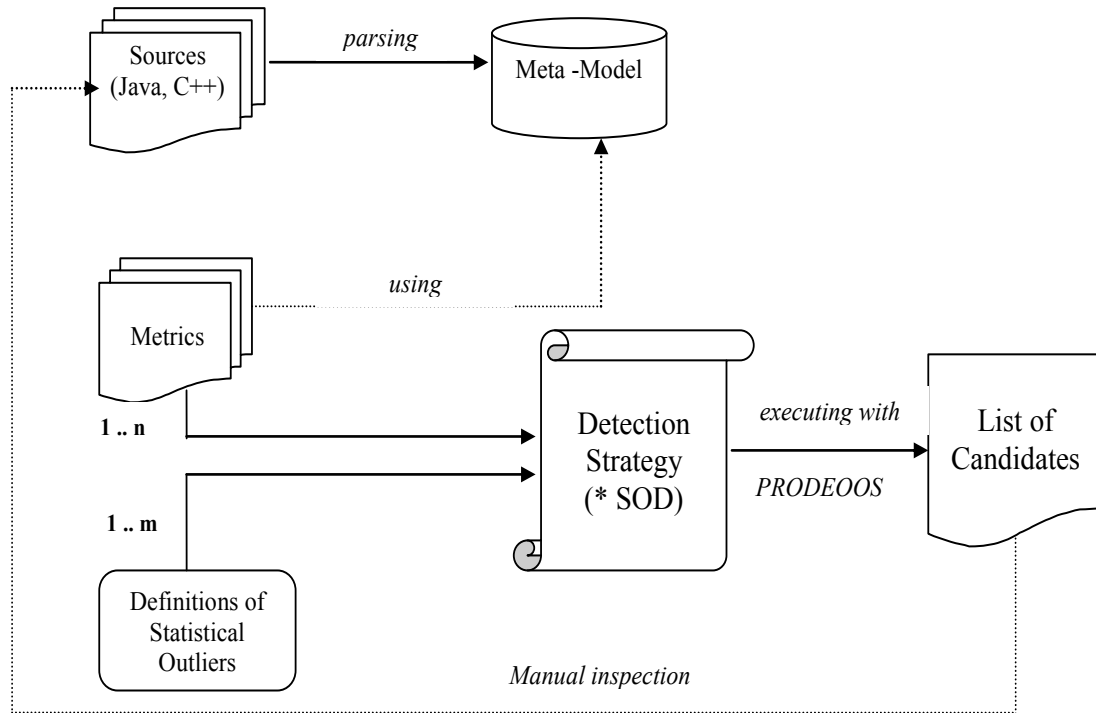 Sources
(Java, C++)
parsing
Meta -Model
Metrics
using
1 .. n
1 .. m
Detection
Strategy
(* SOD)
executing with
PRODEOOS
List of
Candidates
Definitions of
Statistical
Outliers
Manual inspection